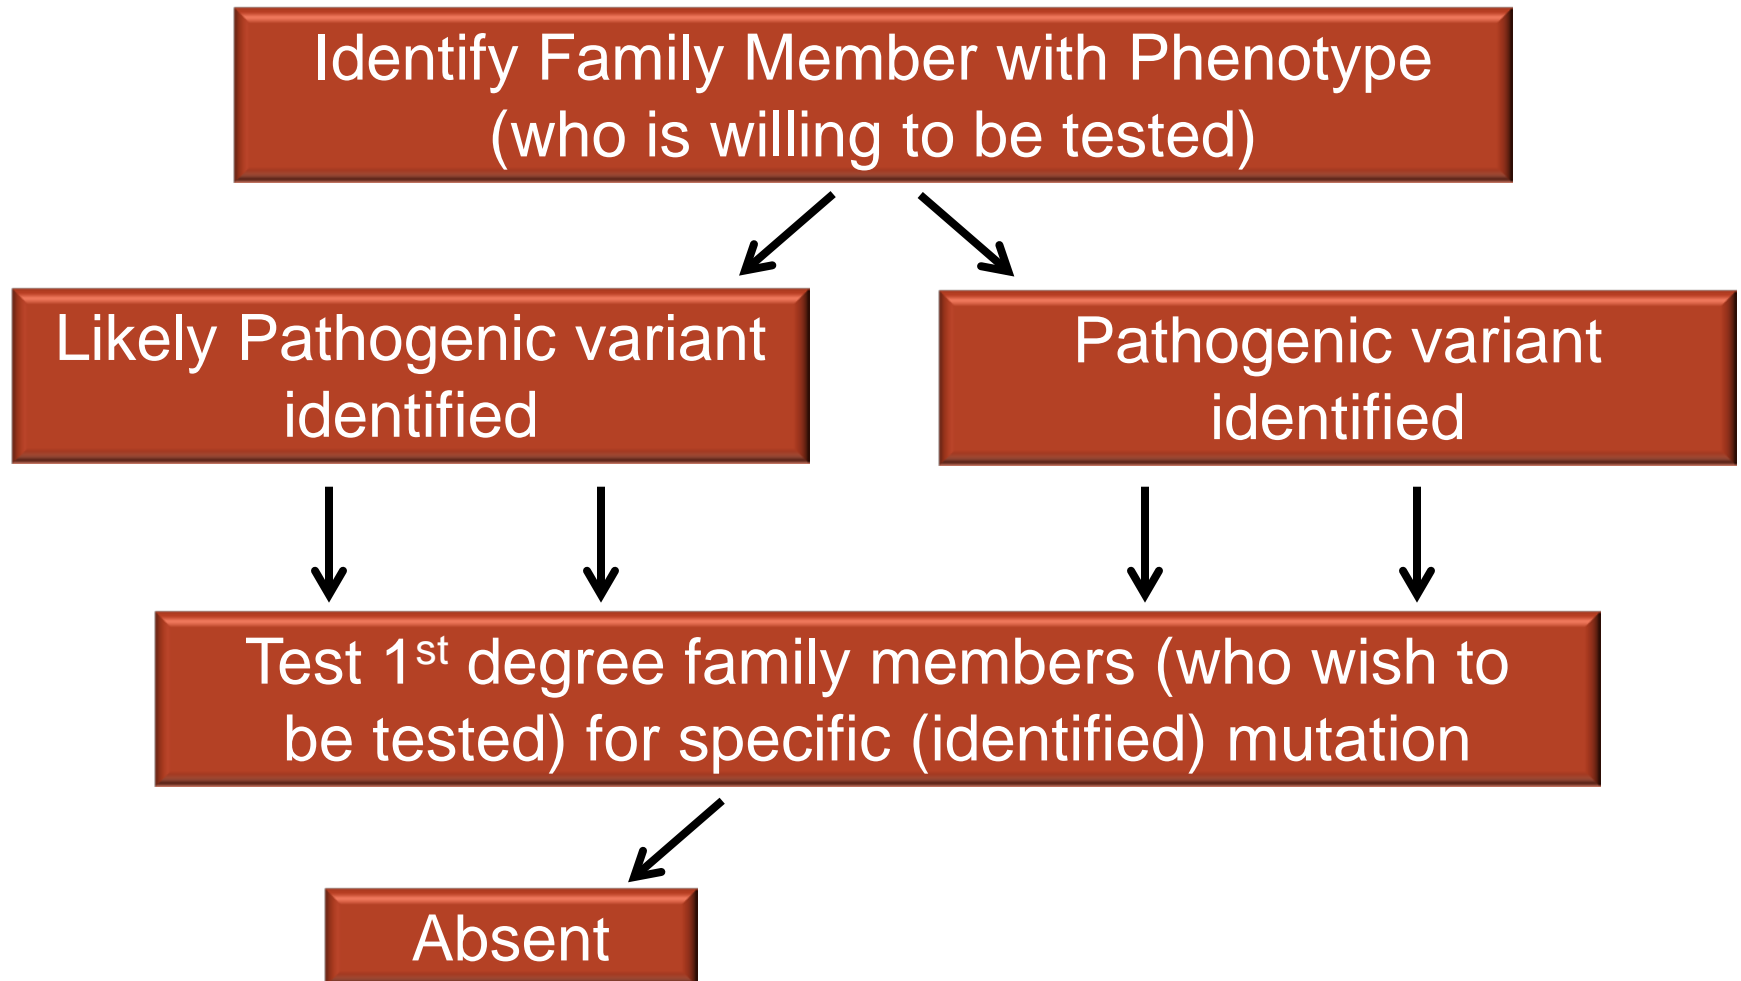 Identify Family Member with Phenotype
(who is willing to be tested)
Likely Pathogenic variant
identified
Pathogenic variant
identified
Test 1st degree family members (who wish to
be tested) for specific (identified) mutation
Absent